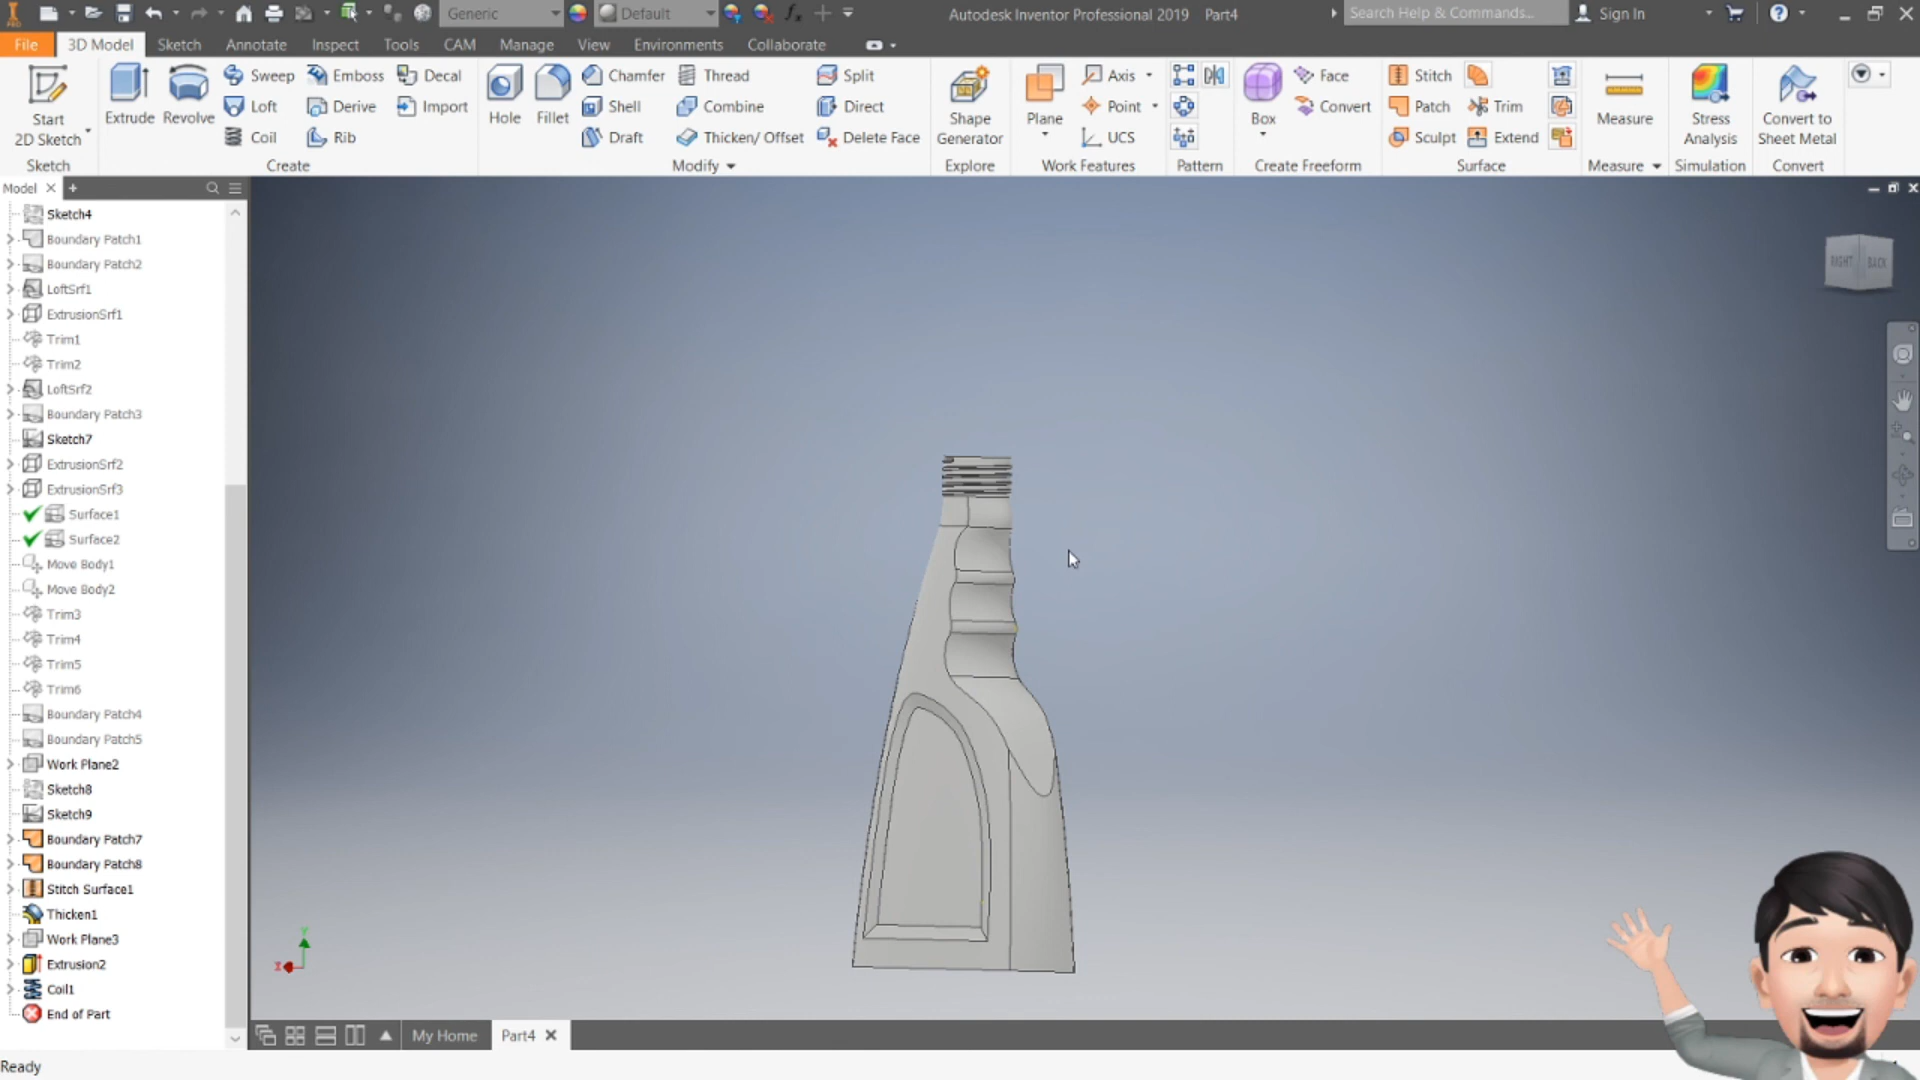 Generic
Default
Autodesk Inventor Professional 2019 Part4
Search Help & Commands...
Sign In
File
3D Model
Sketch
Annotate
Inspect
Tools
CAM
Manage
View
Environments
Collaborate
Start
2D Sketch
Sketch
Extrude
Revolve
Sweep
Loft
Coil
Emboss
Derive
Rib
Decal
Import
Create
Hole
Fillet
Chamfer
Shell
Draft
Thread
Combine
Thicken/ Offset
Split
Direct
Delete Face
Modify
Shape
Generator
Explore
Plane
Axis
Point
UCS
Work Features
Pattern
Box
Face
Convert
Create Freeform
Stitch
Patch
Sculpt
Trim
Extend
Surface
Measure
Measure
Stress
Analysis
Simulation
Convert to
Sheet Metal
Convert
Model
Sketch4
Boundary Patch1
Boundary Patch2
LoftSrf1
ExtrusionSrf1
Trim1
Trim2
LoftSrf2
Boundary Patch3
Sketch7
ExtrusionSrf2
ExtrusionSrf3
Surface1
Surface2
Move Body1
Move Body2
Trim3
Trim4
Trim5
Trim6
Boundary Patch4
Boundary Patch5
Work Plane2
Sketch8
Sketch9
Boundary Patch7
Boundary Patch8
Stitch Surface1
Thicken1
Work Plane3
Extrusion2
Coil1
End of Part
RIGHT
BACK
Y
X
My Home
Part4
Ready